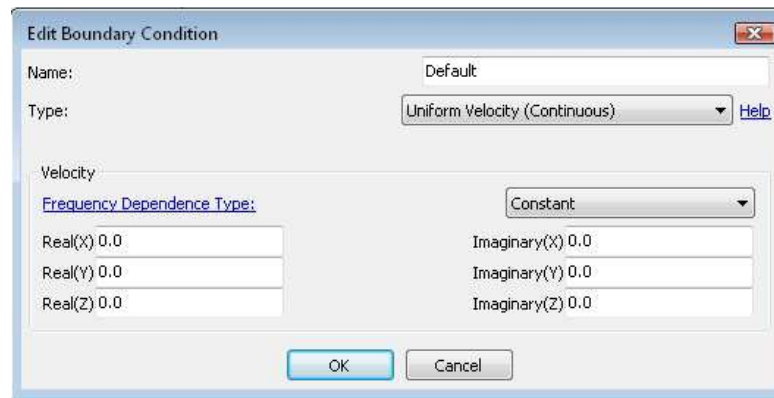 Edit Boundary Condition
Name: Default
Type: Uniform Velocity (Continuous) Help
Velocity
Frequency Dependence Type: Constant
Real(X) 0.0 Imaginary(X) 0.0
Real(Y) 0.0 Imaginary(Y) 0.0
Real(Z) 0.0 Imaginary(Z) 0.0
OK Cancel